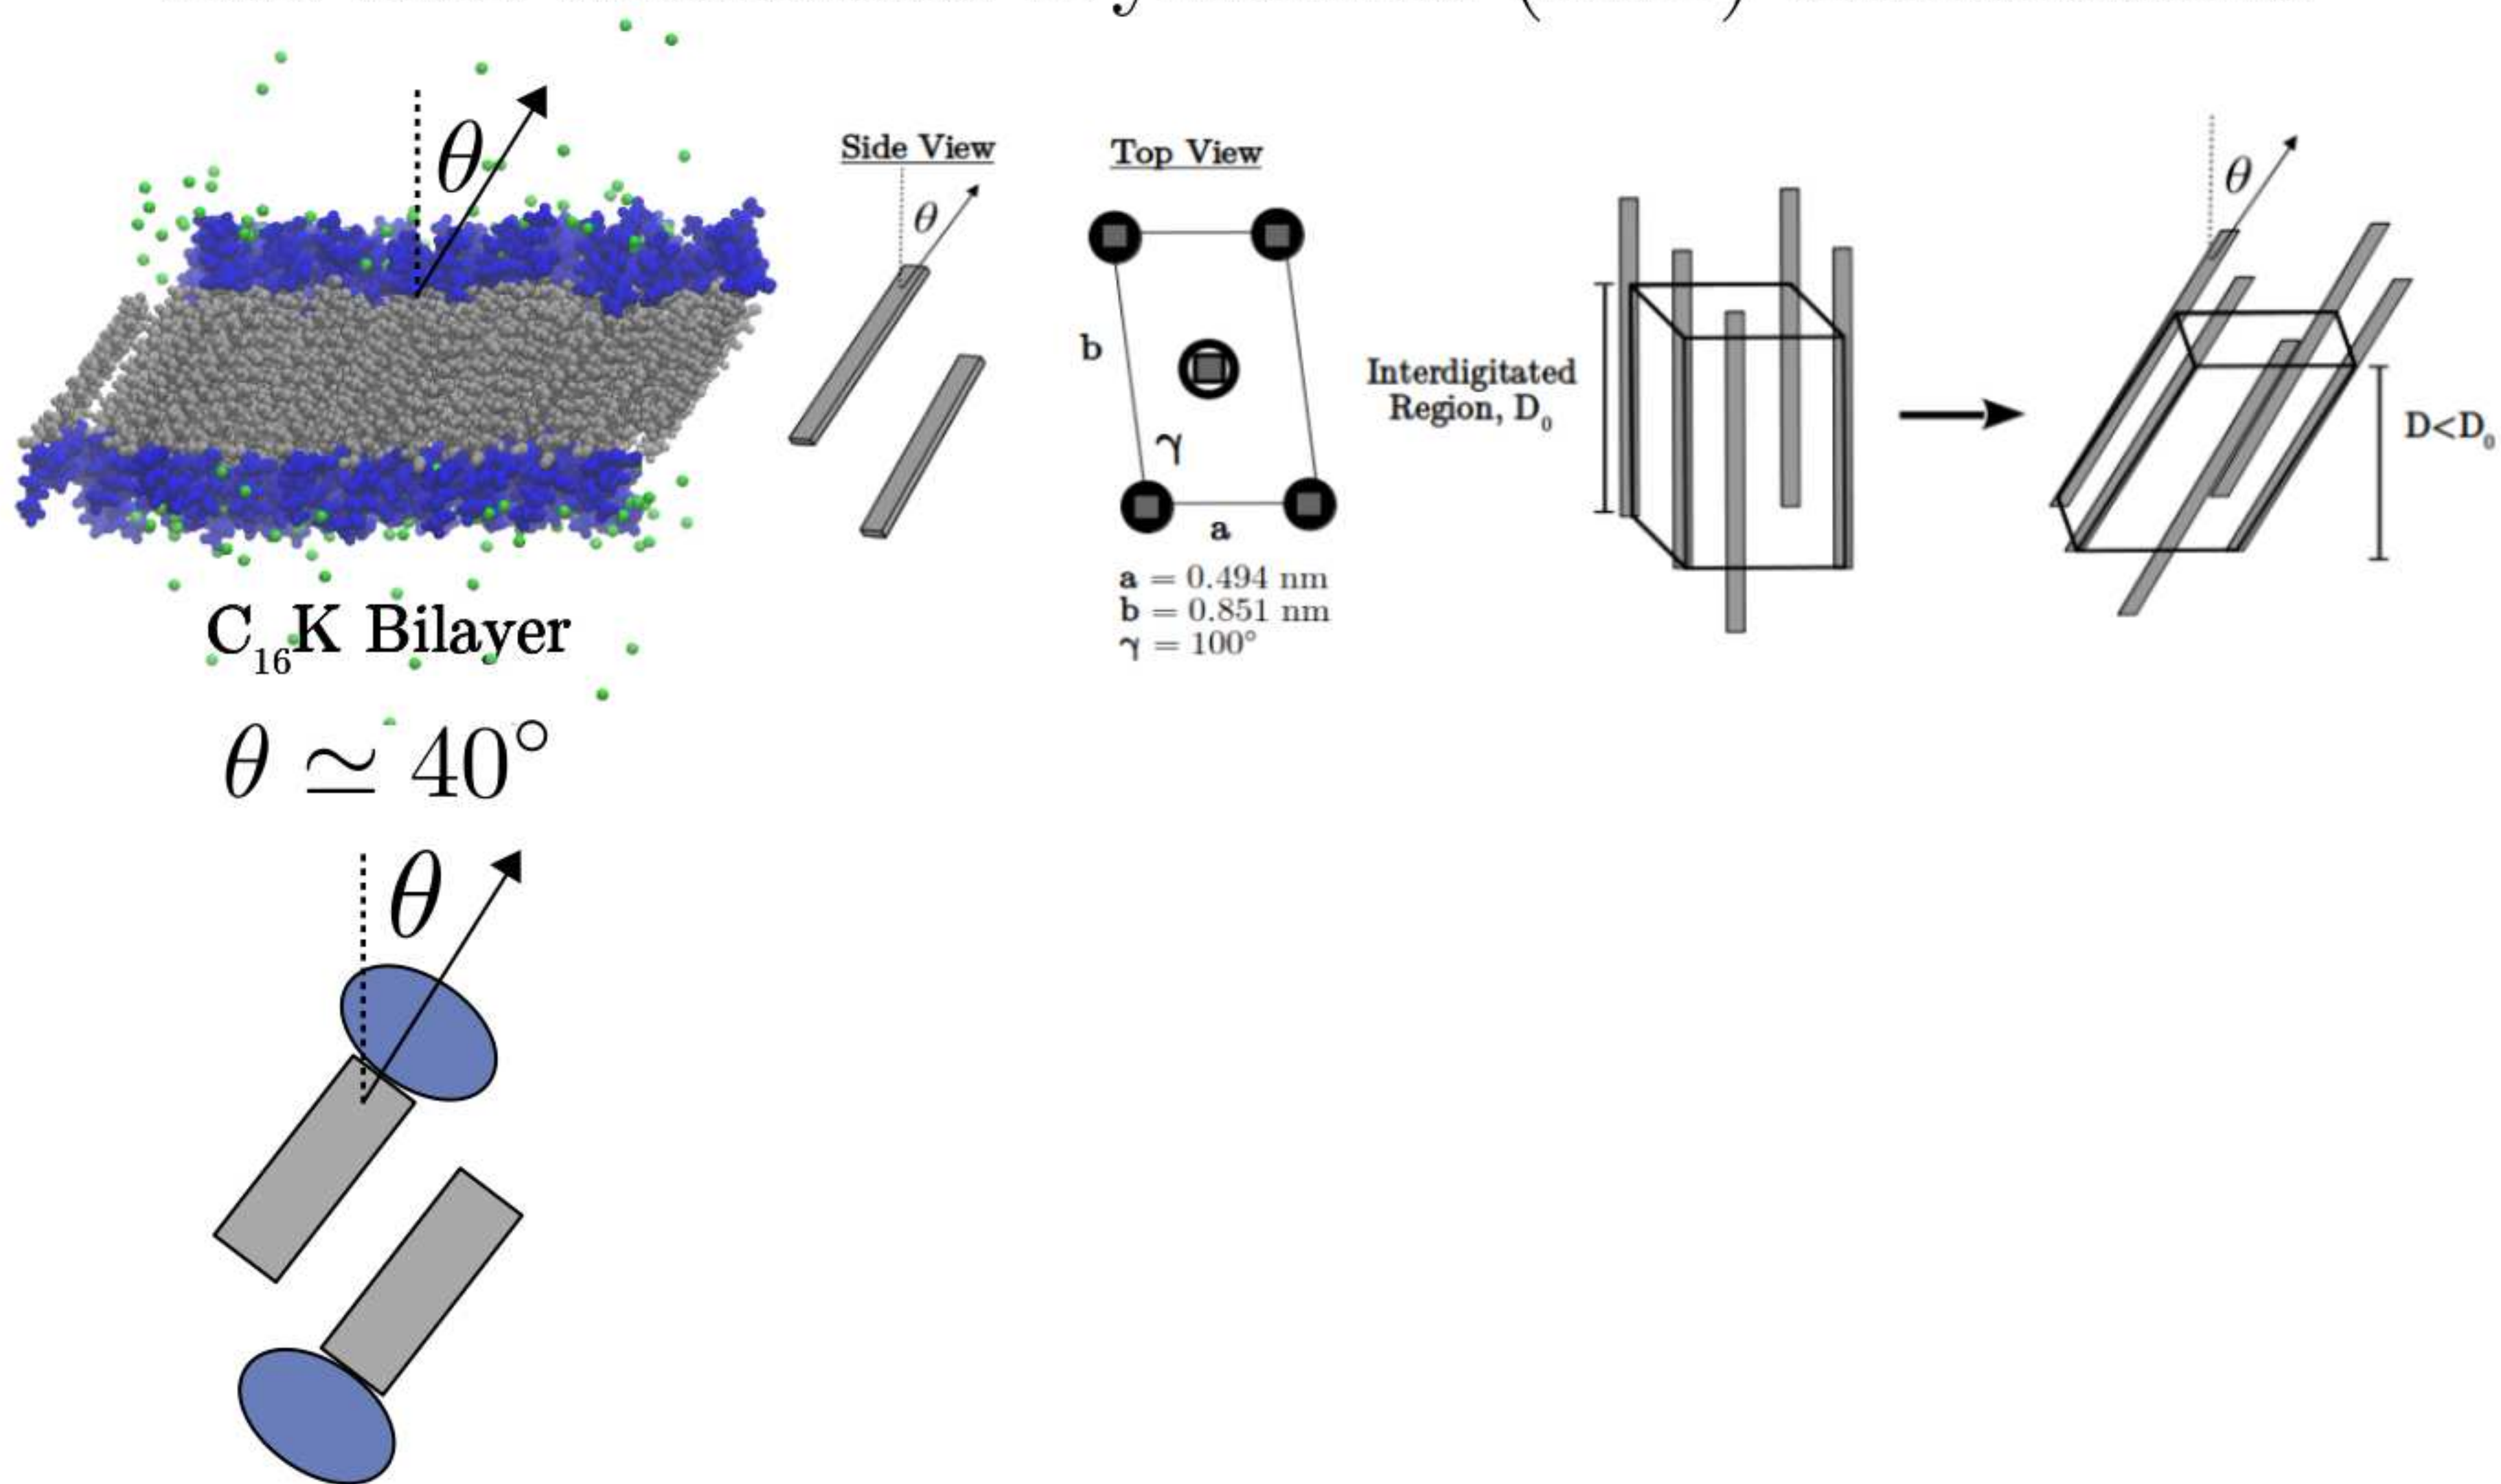 θ
Side View
θ
Top View
b
γ
a
a = 0.494 nm
b = 0.851 nm
γ = 100°
Interdigitated
Region, D₀
θ
D<D₀
C₁₆K Bilayer
θ ≃ 40°
θ